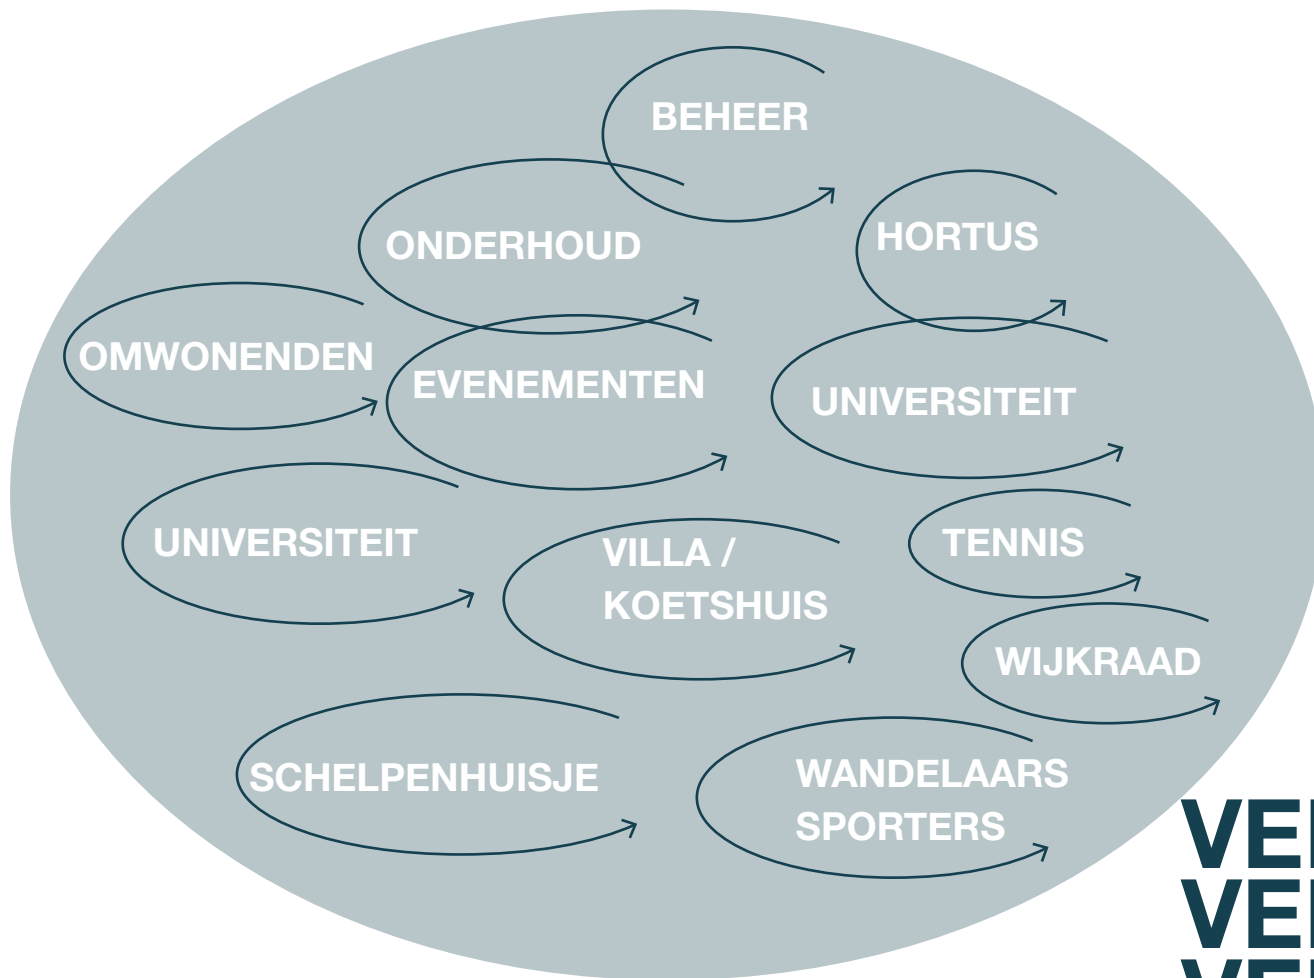 BEHEER
ONDERHOUD
HORTUS
OMWONENDEN
EVENEMENTEN
UNIVERSITEIT
UNIVERSITEIT
VILLA /
KOETSHUIS
TENNIS
WIJKRAAD
SCHELPENHUISJE
WANDELAARS
SPORTERS